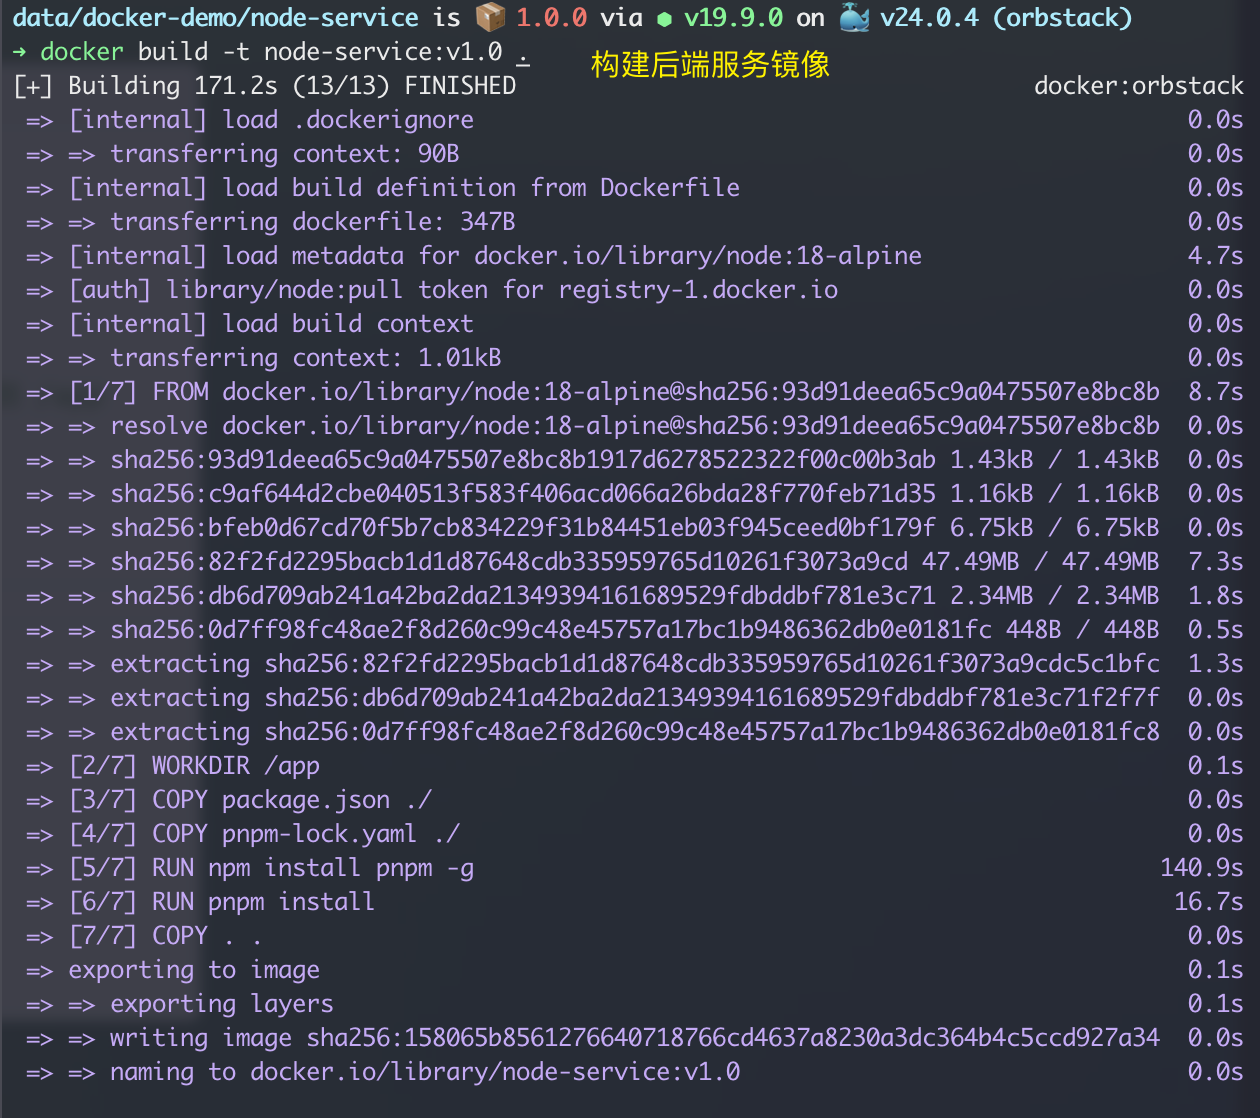 data/docker-demo/node-service is 📦 1.0.0 via ⬢ v19.9.0 on 🐳 v24.0.4 (orbstack)
→ docker build -t node-service:v1.0 . 构建后端服务镜像
[+] Building 171.2s (13/13) FINISHED docker:orbstack
=> [internal] load .dockerignore 0.0s
=> => transferring context: 90B 0.0s
=> [internal] load build definition from Dockerfile 0.0s
=> => transferring dockerfile: 347B 0.0s
=> [internal] load metadata for docker.io/library/node:18-alpine 4.7s
=> [auth] library/node:pull token for registry-1.docker.io 0.0s
=> [internal] load build context 0.0s
=> => transferring context: 1.01kB 0.0s
=> [1/7] FROM docker.io/library/node:18-alpine@sha256:93d91deea65c9a0475507e8bc8b 8.7s
=> => resolve docker.io/library/node:18-alpine@sha256:93d91deea65c9a0475507e8bc8b 0.0s
=> => sha256:93d91deea65c9a0475507e8bc8b1917d6278522322f00c00b3ab 1.43kB / 1.43kB 0.0s
=> => sha256:c9af644d2cbe040513f583f406acd066a26bda28f770feb71d35 1.16kB / 1.16kB 0.0s
=> => sha256:bfeb0d67cd70f5b7cb834229f31b84451eb03f945ceed0bf179f 6.75kB / 6.75kB 0.0s
=> => sha256:82f2fd2295bacb1d1d87648cdb335959765d10261f3073a9cd 47.49MB / 47.49MB 7.3s
=> => sha256:db6d709ab241a42ba2da21349394161689529fdbddbf781e3c71 2.34MB / 2.34MB 1.8s
=> => sha256:0d7ff98fc48ae2f8d260c99c48e45757a17bc1b9486362db0e0181fc 448B / 448B 0.5s
=> => extracting sha256:82f2fd2295bacb1d1d87648cdb335959765d10261f3073a9cdc5c1bfc 1.3s
=> => extracting sha256:db6d709ab241a42ba2da21349394161689529fdbddbf781e3c71f2f7f 0.0s
=> => extracting sha256:0d7ff98fc48ae2f8d260c99c48e45757a17bc1b9486362db0e0181fc8 0.0s
=> [2/7] WORKDIR /app 0.1s
=> [3/7] COPY package.json ./ 0.0s
=> [4/7] COPY pnpm-lock.yaml ./ 0.0s
=> [5/7] RUN npm install pnpm -g 140.9s
=> [6/7] RUN pnpm install 16.7s
=> [7/7] COPY . . 0.0s
=> exporting to image 0.1s
=> => exporting layers 0.1s
=> => writing image sha256:158065b8561276640718766cd4637a8230a3dc364b4c5ccd927a34 0.0s
=> => naming to docker.io/library/node-service:v1.0 0.0s